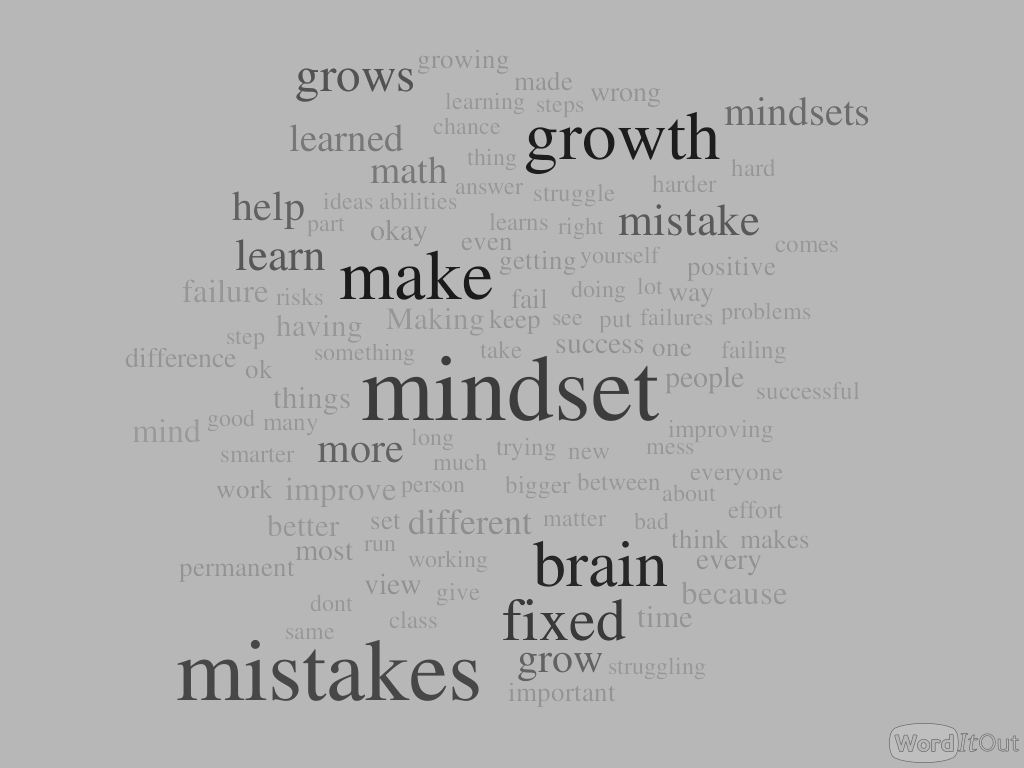 growing
grows
made
wrong
learning steps
mindsets
chance
growth
learned
thing
math
hard
answer
harder
struggle
ideas abilities
help
part
okay
learns right
mistake
even
comes
learn
getting yourself
positive
make
failure risks
fail
doing lot way
having
Making keep see put failures problems
step
difference
something
take
success one failing
ok
mindset
people
successful
things
mind good many
improving
more
long
trying new mess
smarter
much
everyone
work improve person
bigger between about
effort
better
set different matter bad
most run
think makes
working
brain
every
permanent
view give
because
dont
class
fixed
time
same
mistakes
grow struggling
important
WordItOut